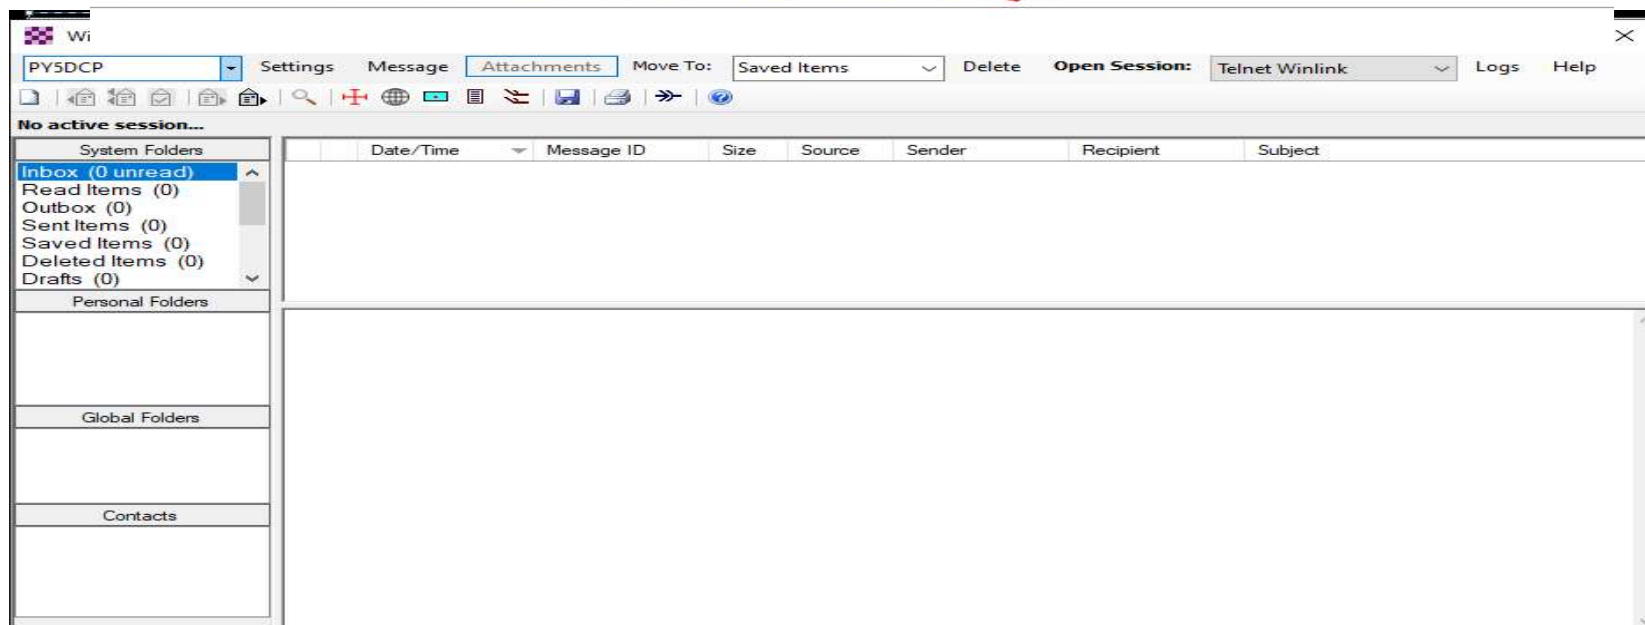 Wi
PY5DCP Settings Message Attachments Move To: Saved Items Delete Open Session: Telnet Winlink Logs Help
No active session...
System Folders Date/Time Message ID Size Source Sender Recipient Subject
Inbox (0 unread)
Read Items (0)
Outbox (0)
Sent Items (0)
Saved Items (0)
Deleted Items (0)
Drafts (0)
Personal Folders
Global Folders
Contacts